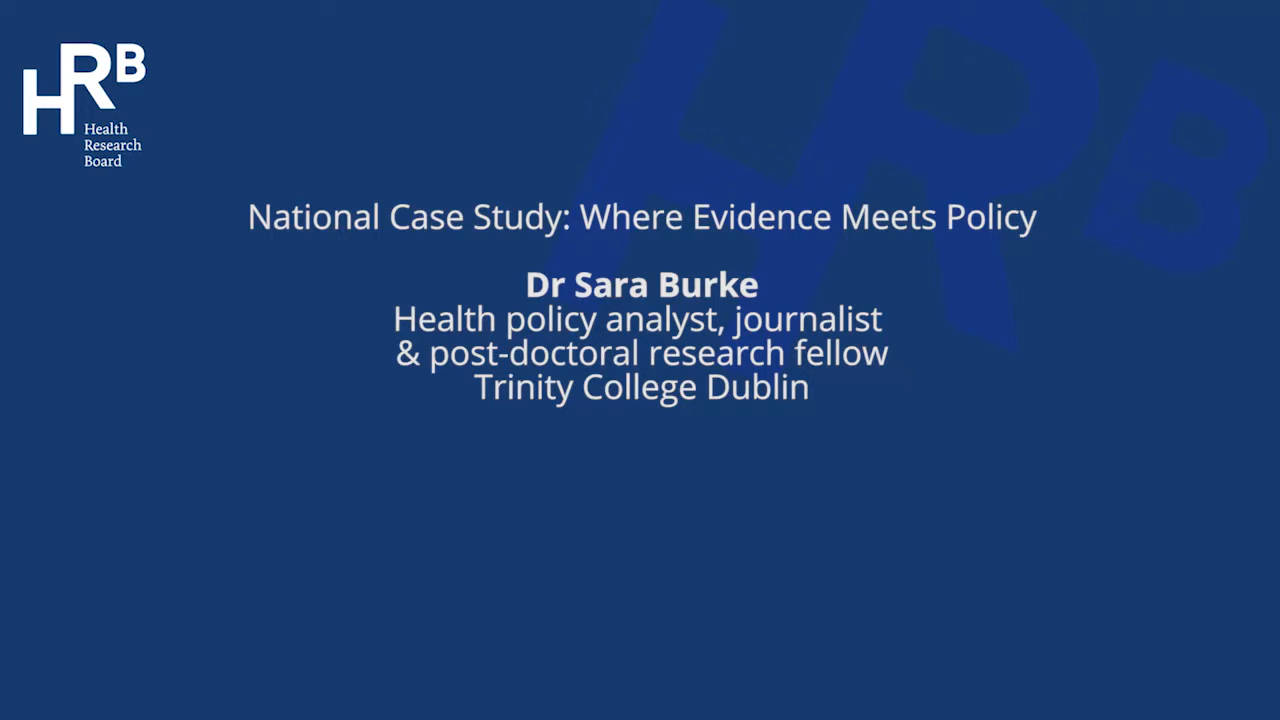 HRB
Health
Research
Board
National Case Study: Where Evidence Meets Policy
Dr Sara Burke
Health policy analyst, journalist
& post-doctoral research fellow
Trinity College Dublin
HRB